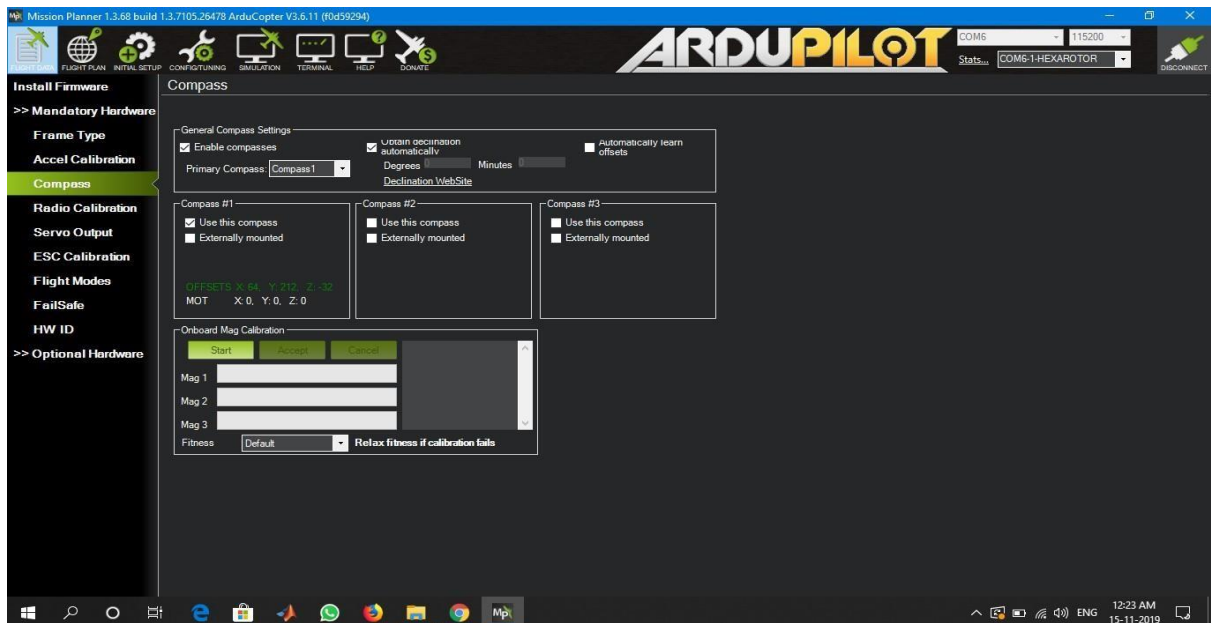 Mission Planner 1.3.68 build 1.3.7105.26478 ArduCopter V3.6.11 (f0d59294)
FLIGHT DATA FLIGHT PLAN INITIAL SETUP CONFIG/TUNING SIMULATION TERMINAL HELP DONATE
ARDUPILOT
COM6 115200
Stats... COM6-1-HEXAROTOR
DISCONNECT
Install Firmware
>> Mandatory Hardware
Frame Type
Accel Calibration
Compass
Radio Calibration
Servo Output
ESC Calibration
Flight Modes
FailSafe
HW ID
>> Optional Hardware
Compass
General Compass Settings
Enable compasses
Primary Compass: Compass1
Obtain declination
automatically
Degrees 0 Minutes 0
Declination WebSite
Automatically learn
offsets
Compass #1
Use this compass
Externally mounted
OFFSETS X: 64, Y: 212, Z: -32
MOT X: 0, Y: 0, Z: 0
Compass #2
Use this compass
Externally mounted
Compass #3
Use this compass
Externally mounted
Onboard Mag Calibration
Start Accept Cancel
Mag 1
Mag 2
Mag 3
Fitness Default Relax fitness if calibration fails
Mp
ENG
12:23 AM
15-11-2019